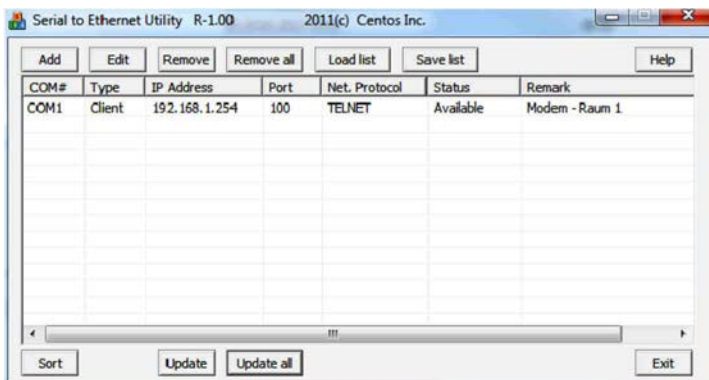 Serial to Ethernet Utility R-1.00 2011(c) Centos Inc.
Add Edit Remove Remove all Load list Save list Help
COM# Type IP Address Port Net. Protocol Status Remark
COM1 Client 192.168.1.254 100 TELNET Available Modem - Raum 1
Sort Update Update all Exit